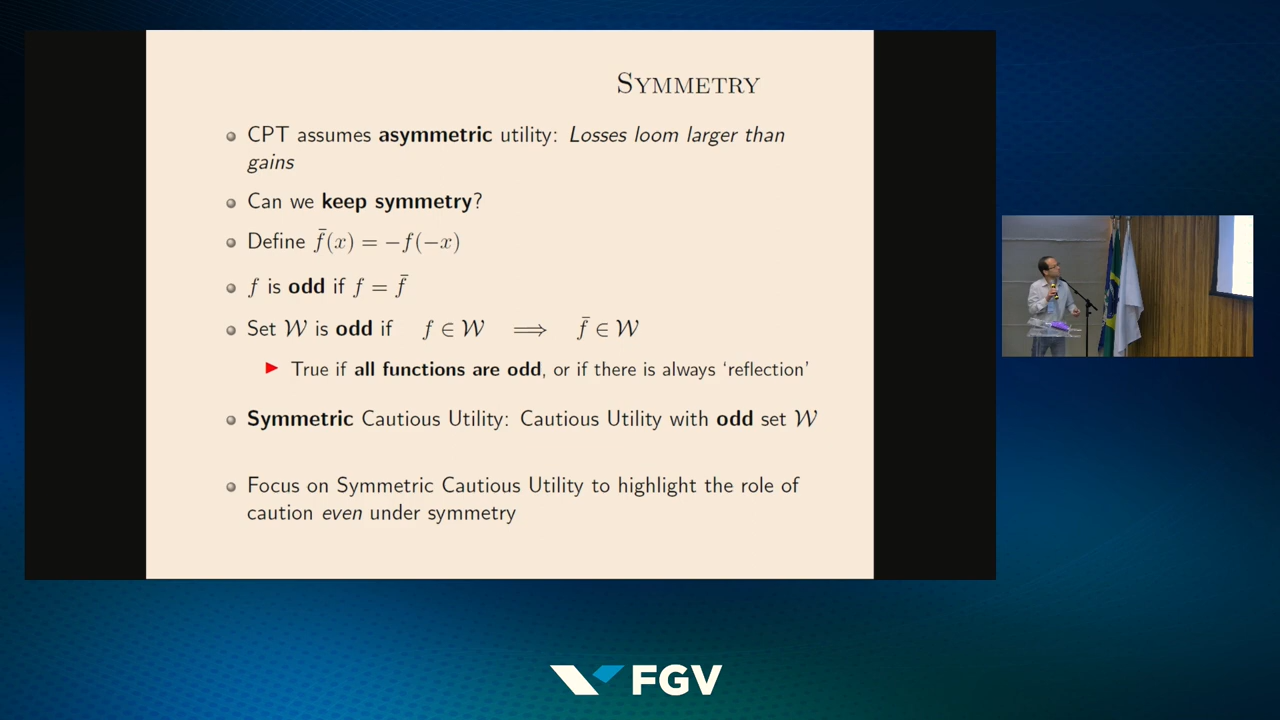 Symmetry
CPT assumes asymmetric utility: Losses loom larger than
gains
Can we keep symmetry?
Define f̄(x) = −f(−x)
f is odd if f = f̄
Set 𝒲 is odd if f ∈ 𝒲 ⟹ f̄ ∈ 𝒲
True if all functions are odd, or if there is always ‘reflection’
Symmetric Cautious Utility: Cautious Utility with odd set 𝒲
Focus on Symmetric Cautious Utility to highlight the role of
caution even under symmetry
FGV